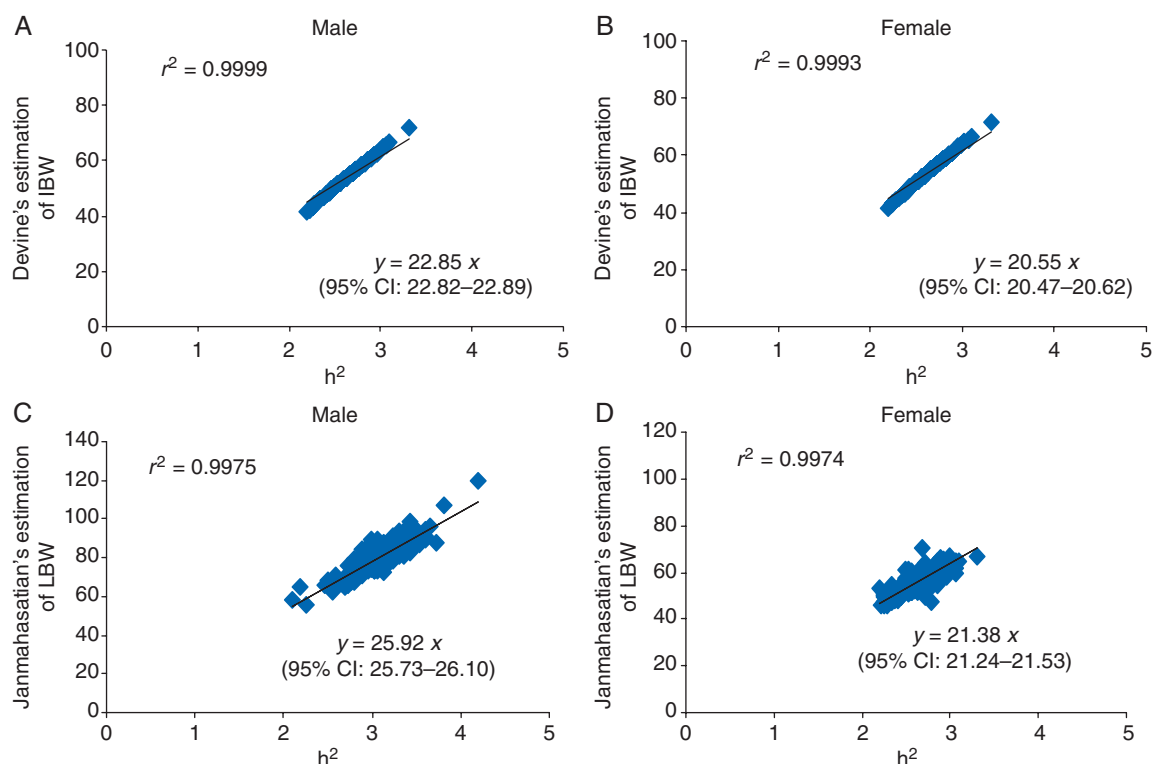 A
Male
100
80
60
40
20
0
Devine's estimation
of IBW
r² = 0.9999
y = 22.85 x
(95% CI: 22.82–22.89)
0 1 2 3 4 5
h²
B
Female
100
80
60
40
20
0
Devine's estimation
of IBW
r² = 0.9993
y = 20.55 x
(95% CI: 20.47–20.62)
0 1 2 3 4 5
h²
C
Male
140
120
100
80
60
40
20
0
Janmahasatian's estimation
of LBW
r² = 0.9975
y = 25.92 x
(95% CI: 25.73–26.10)
0 1 2 3 4 5
h²
D
Female
120
100
80
60
40
20
0
Janmahasatian's estimation
of LBW
r² = 0.9974
y = 21.38 x
(95% CI: 21.24–21.53)
0 1 2 3 4 5
h²